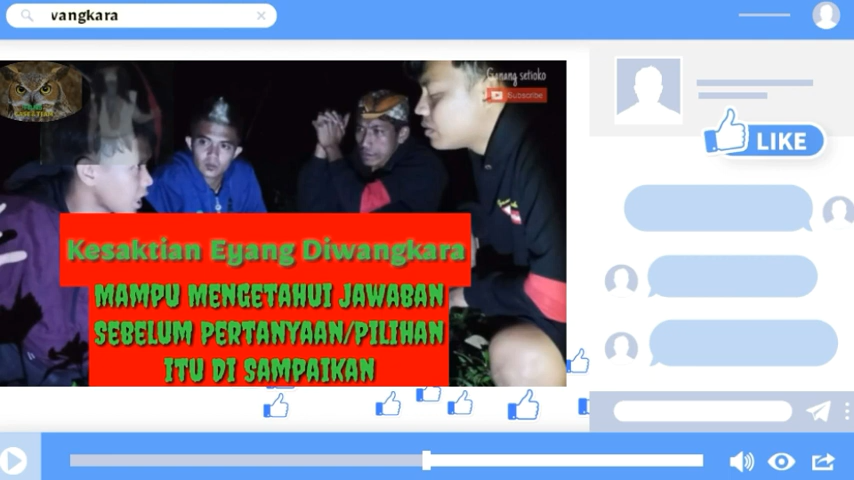 vangkara
Ganang setioko
Subscribe
LIKE
Kesaktian Eyang Diwangkara
MAMPU MENGETAHUI JAWABAN
SEBELUM PERTANYAAN/PILIHAN
ITU DI SAMPAIKAN